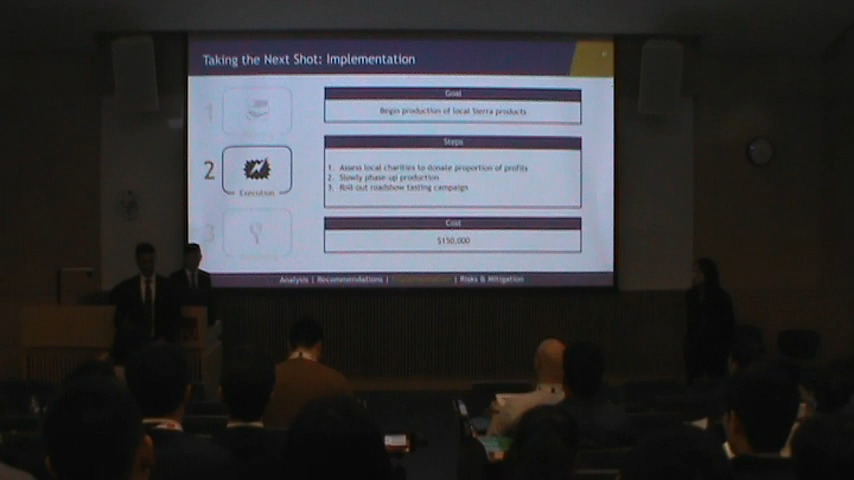 Taking the Next Shot: Implementation
1
Goal
Begin production of local Sierra products
2
Execution
Steps
1. Assess local charities to donate proportion of profits
2. Slowly phase up production
3. Roll out roadshow tasting campaign
3
Cost
$150,000
Analysis | Recommendations | Implementation | Risks & Mitigation